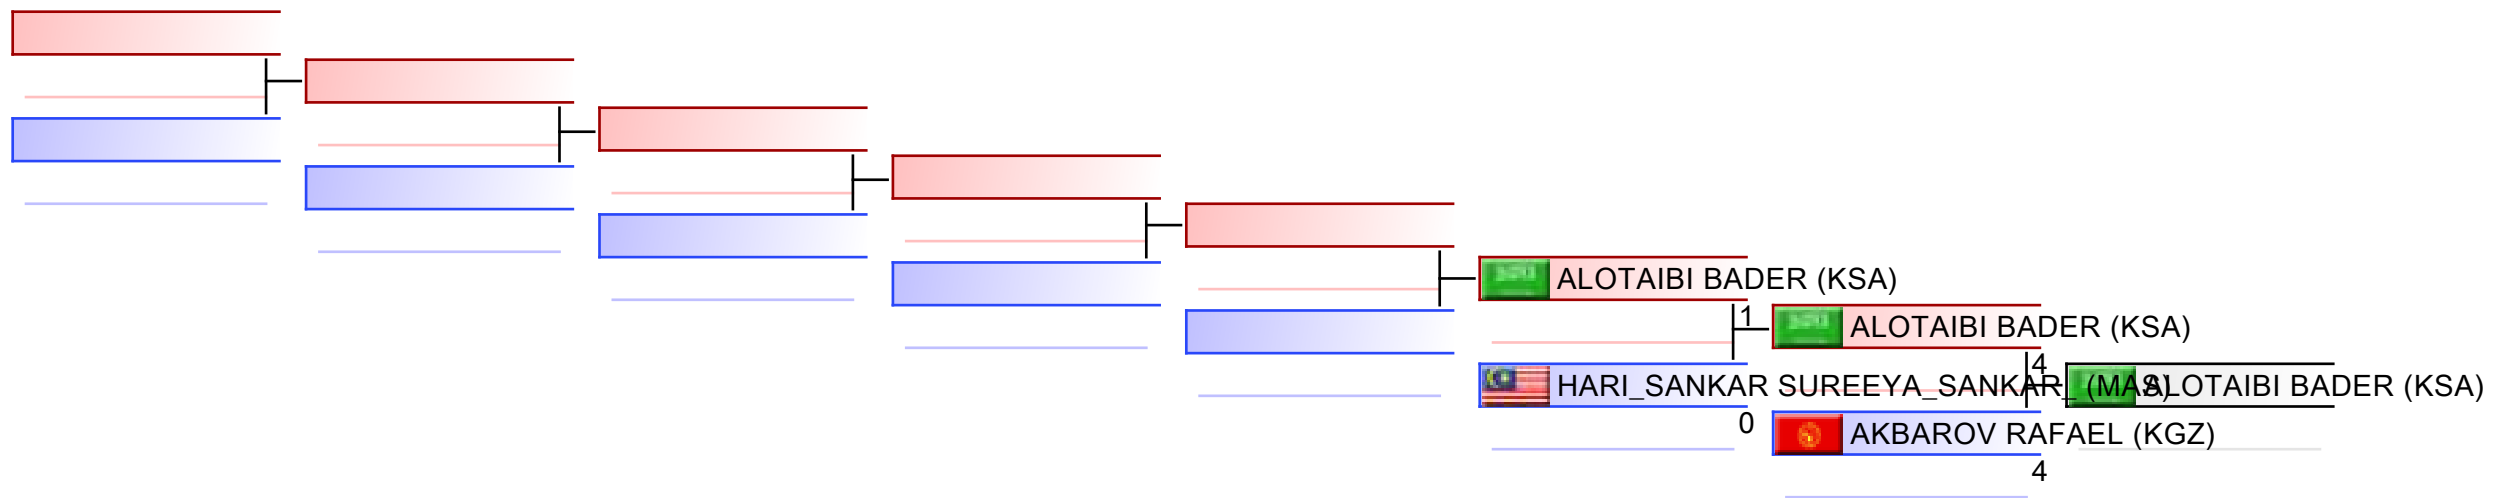 ALOTAIBI BADER (KSA)
1
ALOTAIBI BADER (KSA)
4
HARI_SANKAR SUREEYA_SANKAR_ (MAS)
ALOTAIBI BADER (KSA)
0
AKBAROV RAFAEL (KGZ)
4